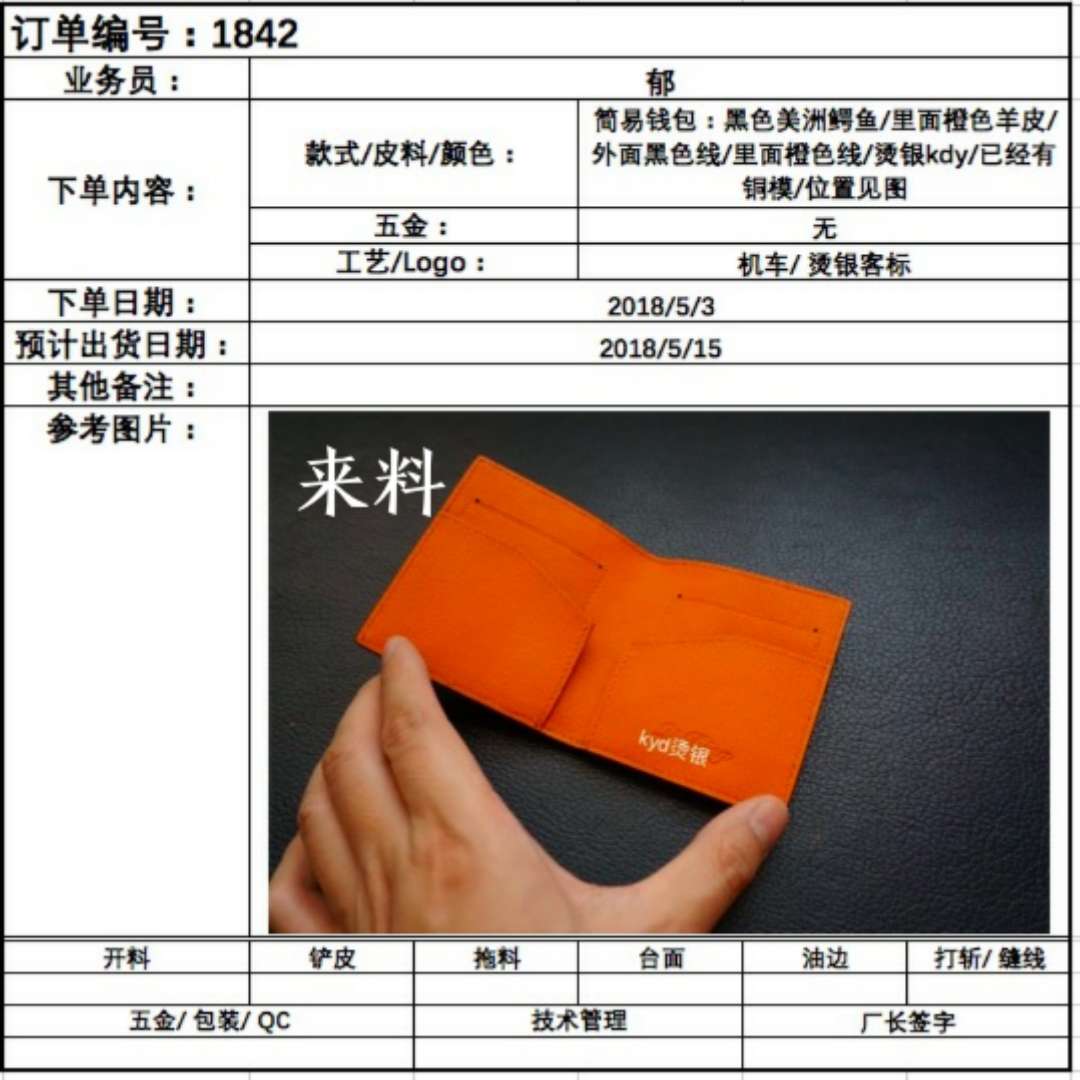 订单编号：1842
业务员：
郁
下单内容：
款式/皮料/颜色：
简易钱包：黑色美洲鳄鱼/里面橙色羊皮/
外面黑色线/里面橙色线/烫银kdy/已经有
铜模/位置见图
五金：
无
工艺/Logo：
机车/ 烫银客标
下单日期：
2018/5/3
预计出货日期：
2018/5/15
其他备注：
参考图片：
来料
kyd烫银
开料
铲皮
拖料
台面
油边
打斩/ 缝线
五金/ 包装/ QC
技术管理
厂长签字